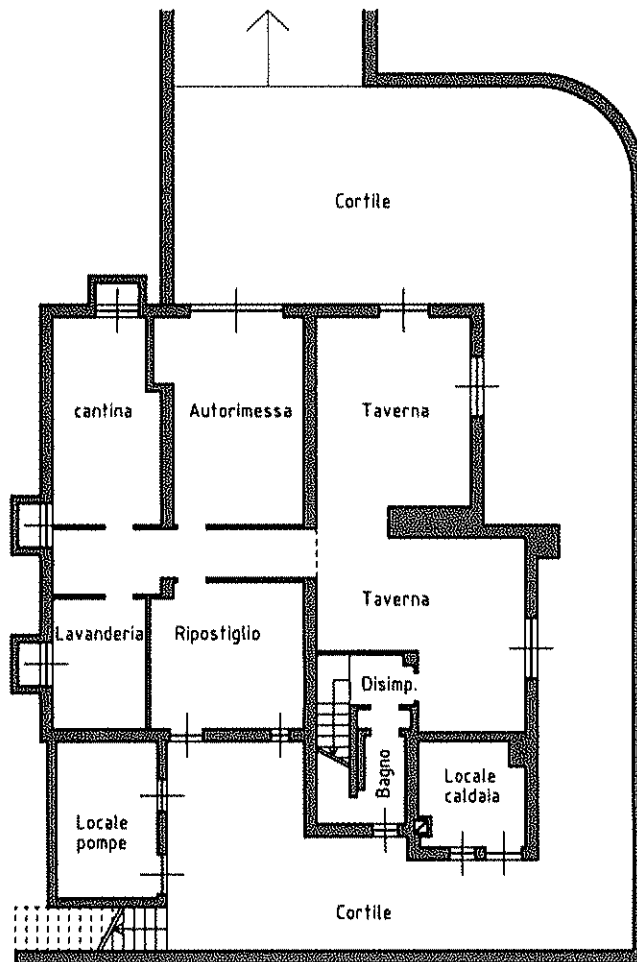 Cortile
cantina
Autorimessa
Taverna
Taverna
Lavanderia
Ripostiglio
Disimp.
Bagno
Locale
caldaia
Locale
pompe
Cortile